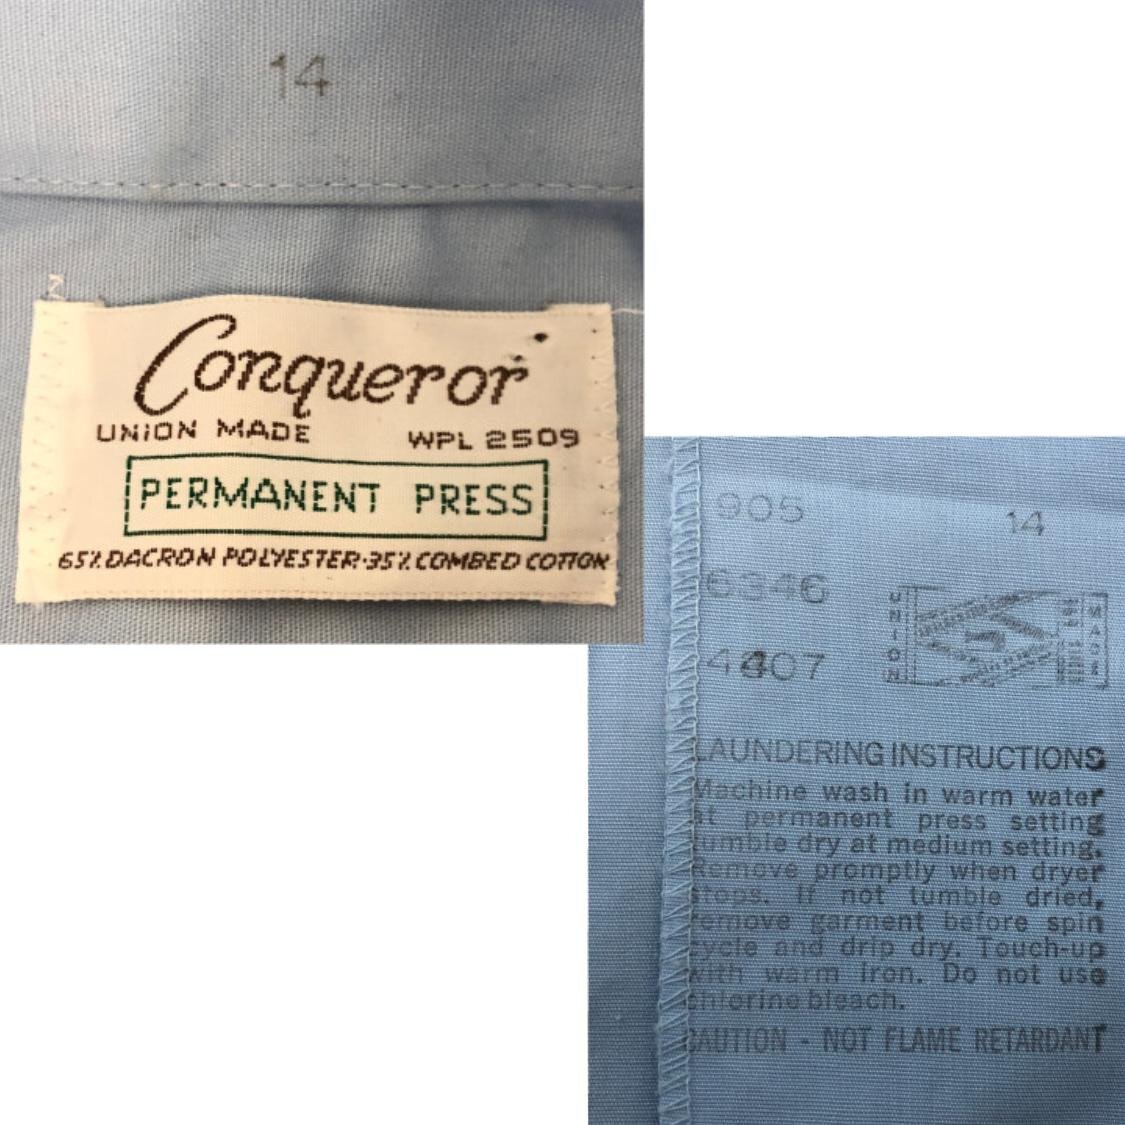 14
Conqueror
UNION MADE WPL 2509
PERMANENT PRESS
65% DACRON POLYESTER·35% COMBED COTTON
905 14
6346
4407
UNION
MADE
LAUNDERING INSTRUCTIONS
Machine wash in warm water
at permanent press setting
tumble dry at medium setting.
Remove promptly when dryer
stops. If not tumble dried,
remove garment before spin
cycle and drip dry. Touch-up
with warm iron. Do not use
chlorine bleach.
CAUTION - NOT FLAME RETARDANT